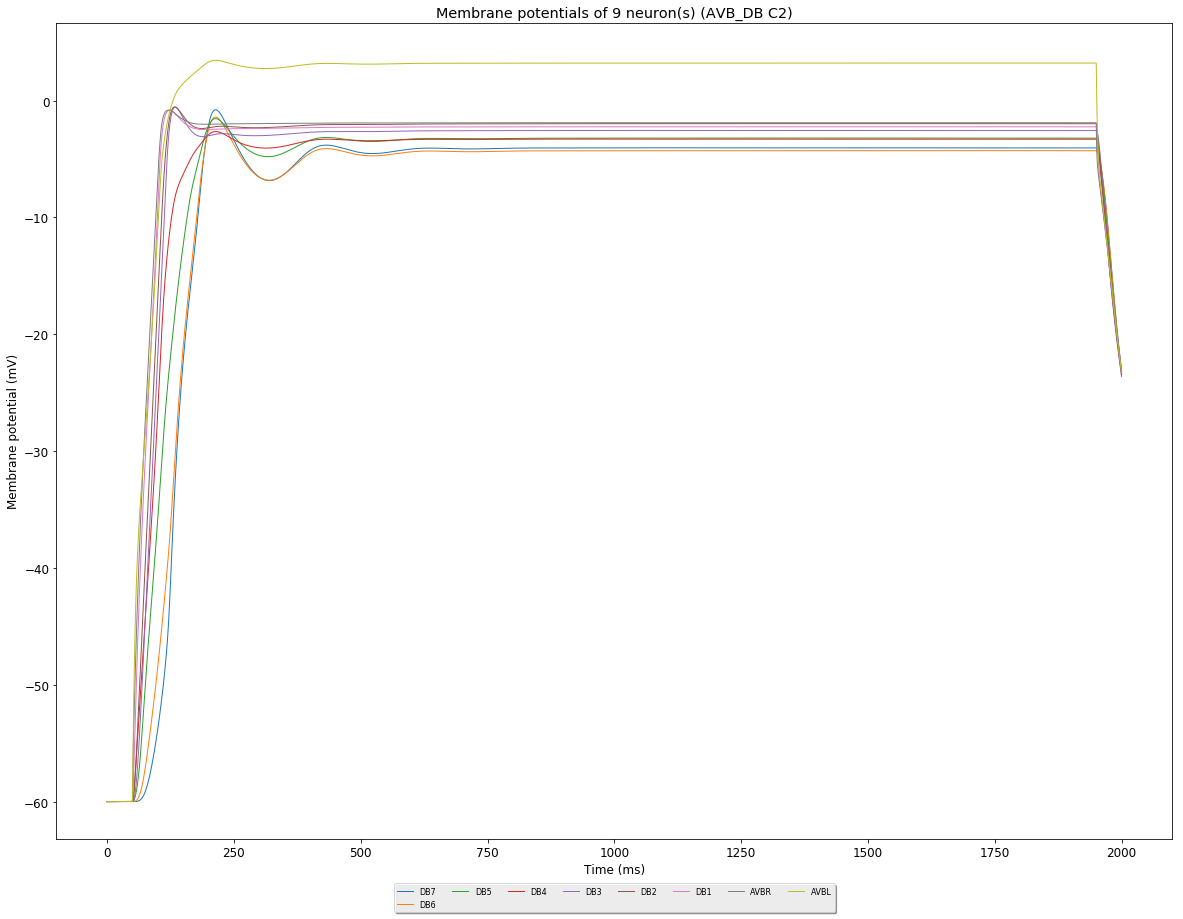 Membrane potentials of 9 neuron(s) (AVB_DB C2)
Membrane potential (mV)
0
−10
−20
−30
−40
−50
−60
0 250 500 750 1000 1250 1500 1750 2000
Time (ms)
DB7 DB5 DB4 DB3 DB2 DB1 AVBR AVBL
DB6